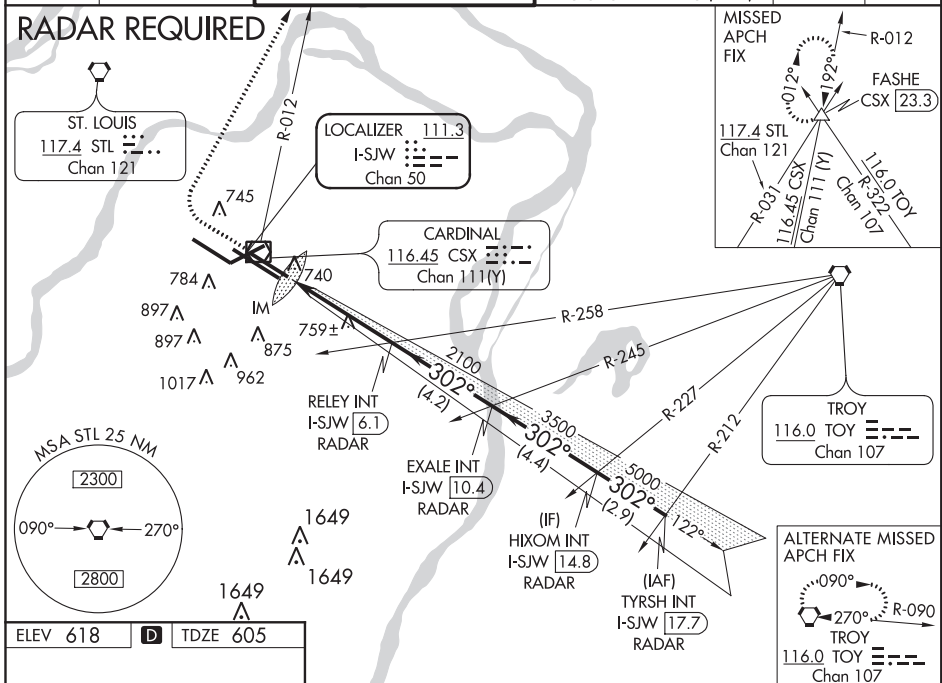 RADAR REQUIRED
ST. LOUIS
117.4 STL
Chan 121
R-012
LOCALIZER 111.3
I-SJW
Chan 50
MISSED
APCH
FIX
R-012
012°
192°
FASHE
CSX 23.3
117.4 STL
Chan 121
R-031
116.45 CSX
Chan 111 (Y)
116.0 TOY
R-322
Chan 107
745
CARDINAL
116.45 CSX
Chan 111(Y)
740
784
IM
897
897
875
759±
962
1017
R-258
R-245
R-227
R-212
TROY
116.0 TOY
Chan 107
2100
302°
(4.2)
3500
302°
(4.4)
5000
302°
(2.9)
122°
RELEY INT
I-SJW 6.1
RADAR
EXALE INT
I-SJW 10.4
RADAR
(IF)
HIXOM INT
I-SJW 14.8
RADAR
(IAF)
TYRSH INT
I-SJW 17.7
RADAR
MSA STL 25 NM
2300
090°
270°
2800
1649
1649
1649
ALTERNATE MISSED
APCH FIX
090°
270°
R-090
TROY
116.0 TOY
Chan 107
ELEV 618 D TDZE 605